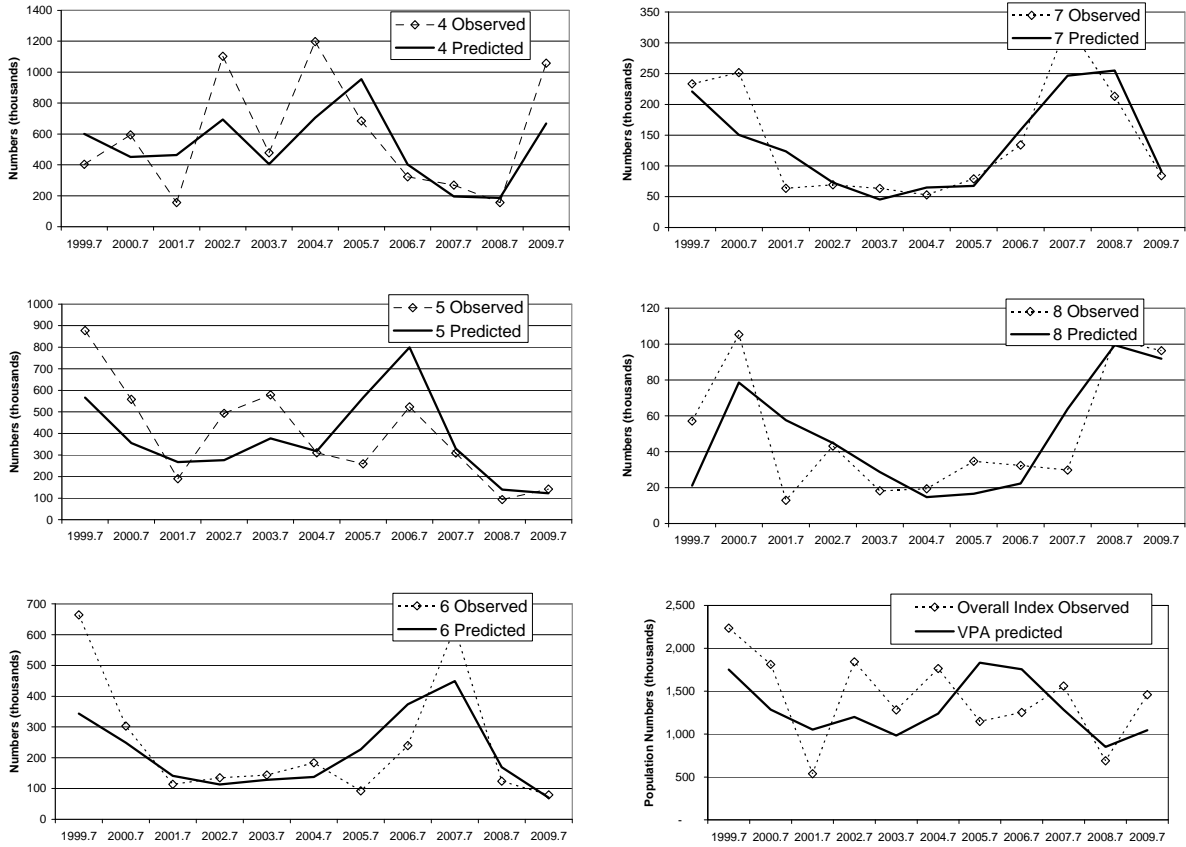 4 Observed
4 Predicted
Numbers (thousands)
1400
1200
1000
800
600
400
200
0
1999.7 2000.7 2001.7 2002.7 2003.7 2004.7 2005.7 2006.7 2007.7 2008.7 2009.7
7 Observed
7 Predicted
Numbers (thousands)
350
300
250
200
150
100
50
0
1999.7 2000.7 2001.7 2002.7 2003.7 2004.7 2005.7 2006.7 2007.7 2008.7 2009.7
5 Observed
5 Predicted
Numbers (thousands)
1000
900
800
700
600
500
400
300
200
100
0
1999.7 2000.7 2001.7 2002.7 2003.7 2004.7 2005.7 2006.7 2007.7 2008.7 2009.7
8 Observed
8 Predicted
Numbers (thousands)
120
100
80
60
40
20
0
1999.7 2000.7 2001.7 2002.7 2003.7 2004.7 2005.7 2006.7 2007.7 2008.7 2009.7
6 Observed
6 Predicted
Numbers (thousands)
700
600
500
400
300
200
100
0
1999.7 2000.7 2001.7 2002.7 2003.7 2004.7 2005.7 2006.7 2007.7 2008.7 2009.7
Overall Index Observed
VPA predicted
Population Numbers (thousands)
2,500
2,000
1,500
1,000
500
-
1999.7 2000.7 2001.7 2002.7 2003.7 2004.7 2005.7 2006.7 2007.7 2008.7 2009.7